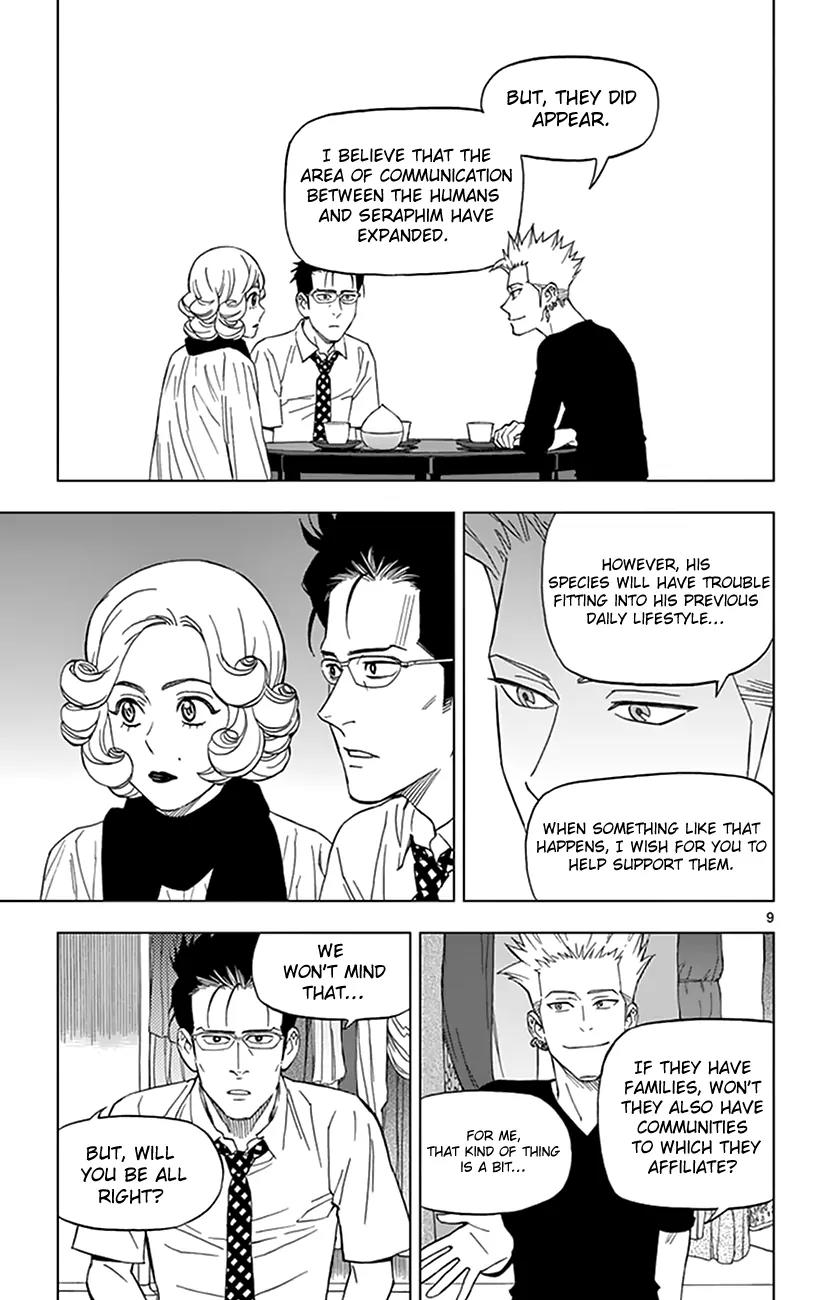 BUT, THEY DID
APPEAR.
I BELIEVE THAT THE
AREA OF COMMUNICATION
BETWEEN THE HUMANS
AND SERAPHIM HAVE
EXPANDED.
HOWEVER, HIS
SPECIES WILL HAVE TROUBLE
FITTING INTO HIS PREVIOUS
DAILY LIFESTYLE...
WHEN SOMETHING LIKE THAT
HAPPENS, I WISH FOR YOU TO
HELP SUPPORT THEM.
9
WE
WON'T MIND
THAT...
BUT, WILL
YOU BE ALL
RIGHT?
IF THEY HAVE
FAMILIES, WON'T
THEY ALSO HAVE
COMMUNITIES
TO WHICH THEY
AFFILIATE?
FOR ME,
THAT KIND OF THING
IS A BIT...